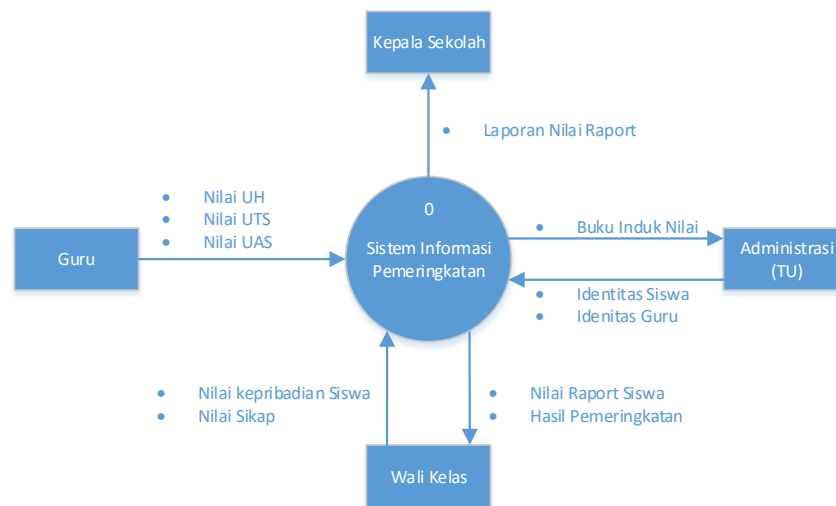 Kepala Sekolah
• Laporan Nilai Raport
• Nilai UH
• Nilai UTS
• Nilai UAS
Guru
0
Sistem Informasi
Pemeringkatan
• Buku Induk Nilai
Administrasi
(TU)
• Identitas Siswa
• Idenitas Guru
• Nilai kepribadian Siswa
• Nilai Sikap
• Nilai Raport Siswa
• Hasil Pemeringkatan
Wali Kelas